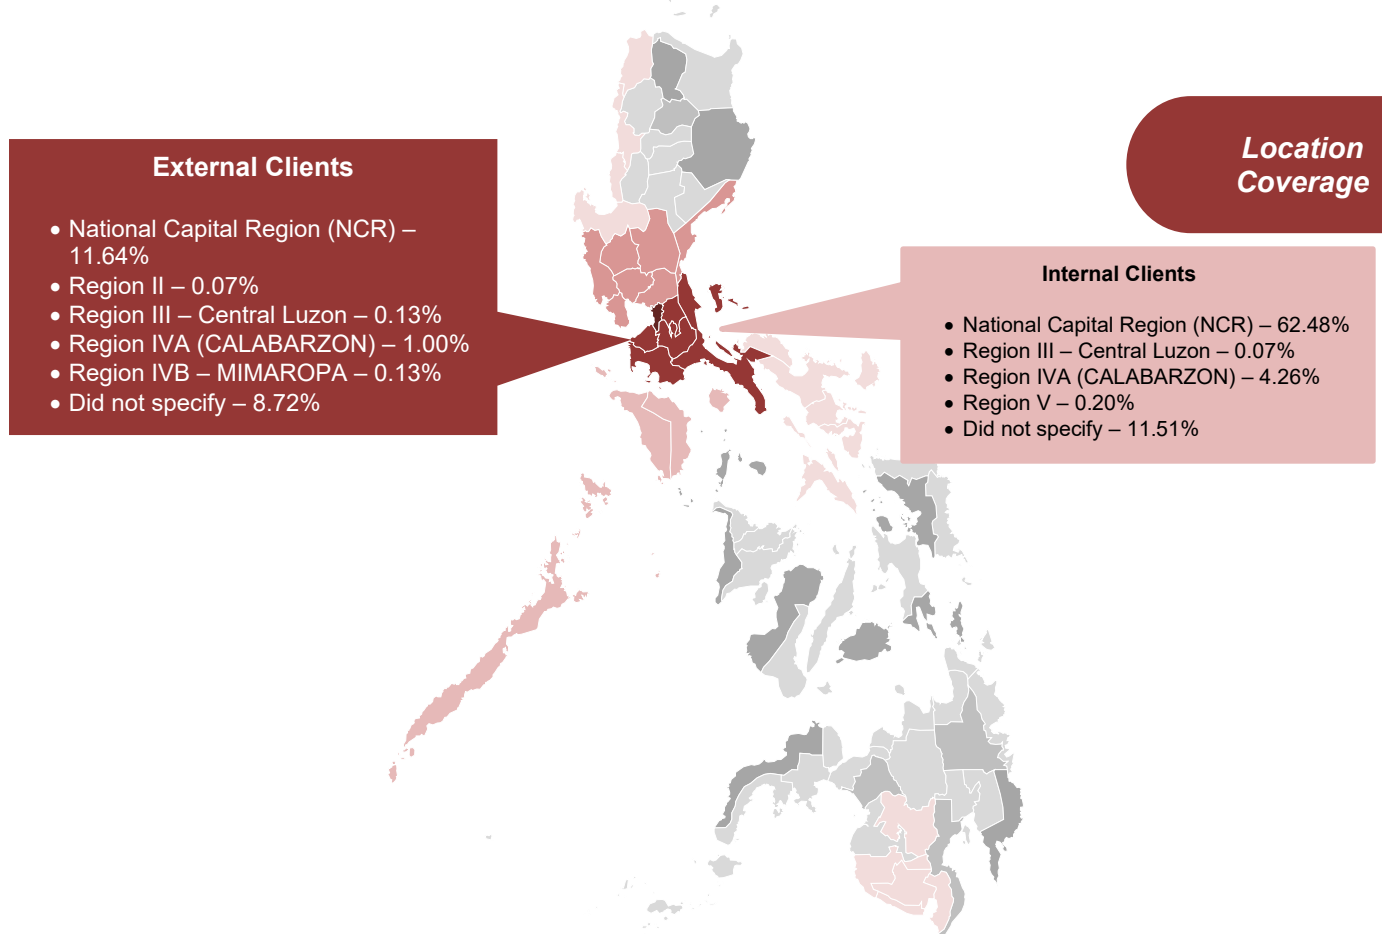 External Clients
• National Capital Region (NCR) –
11.64%
• Region II – 0.07%
• Region III – Central Luzon – 0.13%
• Region IVA (CALABARZON) – 1.00%
• Region IVB – MIMAROPA – 0.13%
• Did not specify – 8.72%
Location
Coverage
Internal Clients
• National Capital Region (NCR) – 62.48%
• Region III – Central Luzon – 0.07%
• Region IVA (CALABARZON) – 4.26%
• Region V – 0.20%
• Did not specify – 11.51%